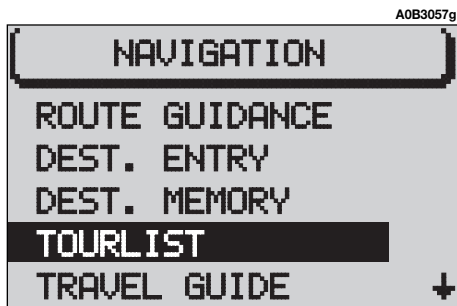 A0B3057g
NAVIGATION
ROUTE GUIDANCE
DEST. ENTRY
DEST. MEMORY
TOURLIST
TRAVEL GUIDE